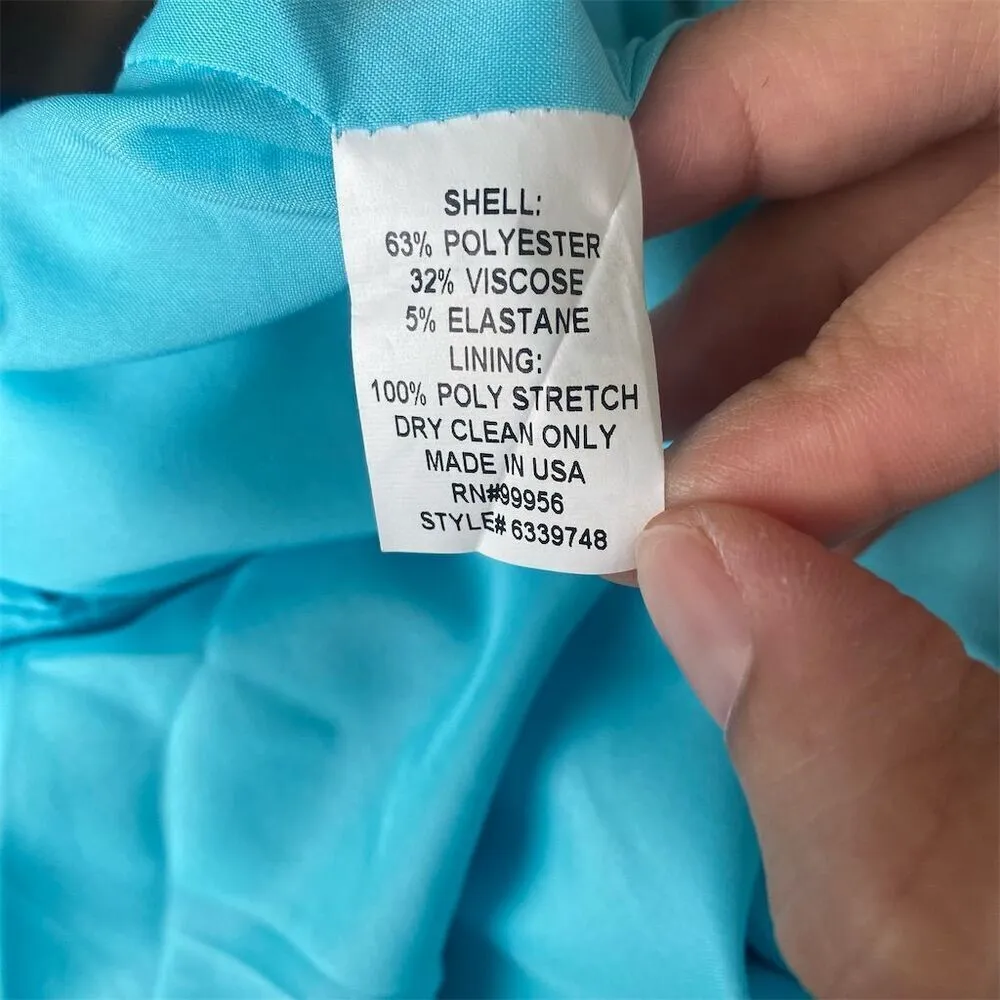 SHELL:
63% POLYESTER
32% VISCOSE
5% ELASTANE
LINING:
100% POLY STRETCH
DRY CLEAN ONLY
MADE IN USA
RN#99956
STYLE# 6339748